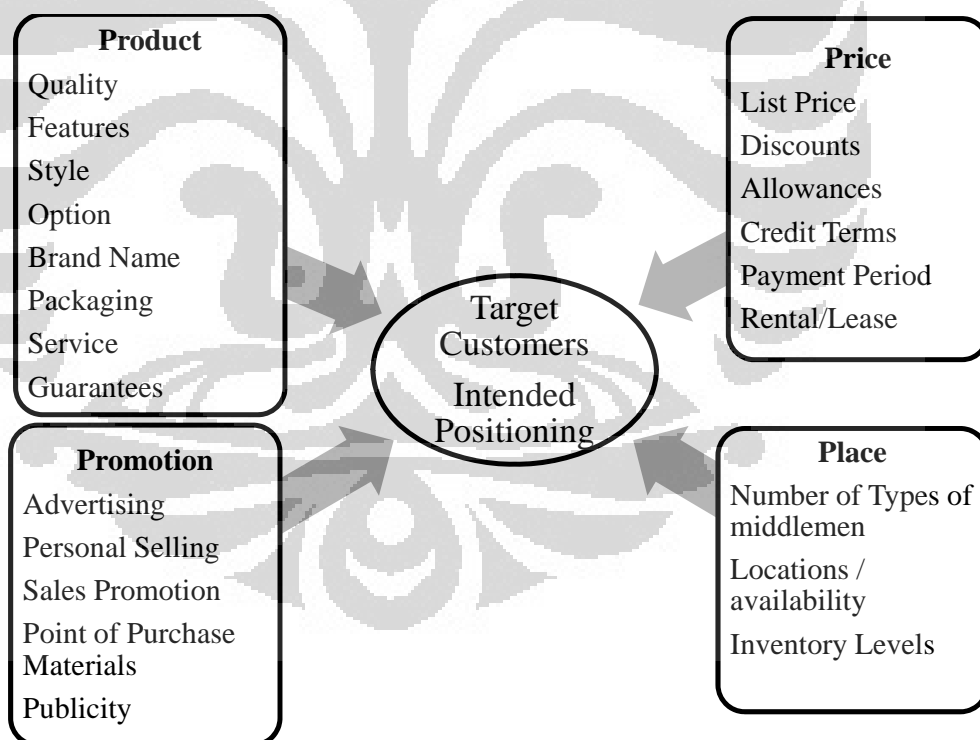 Product
Quality
Features
Style
Option
Brand Name
Packaging
Service
Guarantees
Price
List Price
Discounts
Allowances
Credit Terms
Payment Period
Rental/Lease
Target
Customers
Intended
Positioning
Promotion
Advertising
Personal Selling
Sales Promotion
Point of Purchase
Materials
Publicity
Place
Number of Types of
middlemen
Locations /
availability
Inventory Levels